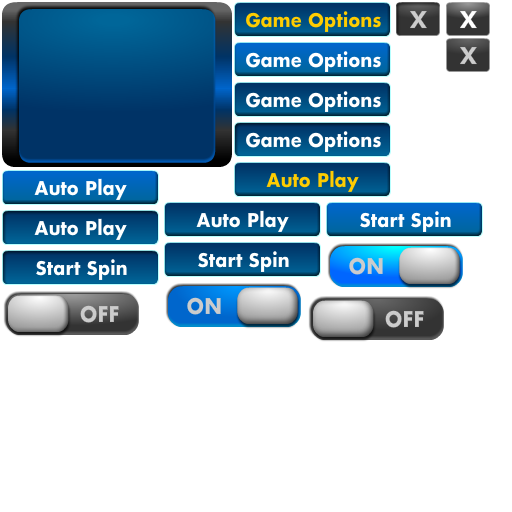 Game Options
X
X
Game Options
X
Game Options
Game Options
Auto Play
Auto Play
Auto Play
Auto Play
Start Spin
Start Spin
Start Spin
ON
OFF
ON
OFF